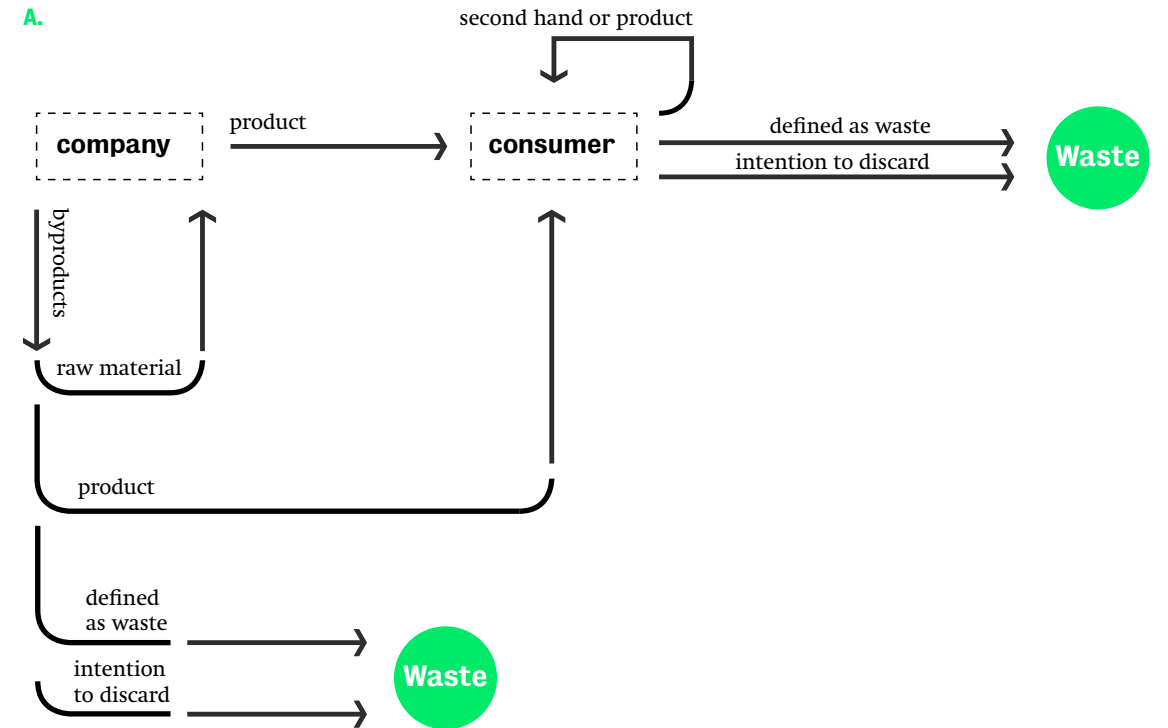 A.
second hand or product
company
product
consumer
defined as waste
intention to discard
Waste
byproducts
raw material
product
defined
as waste
intention
to discard
Waste